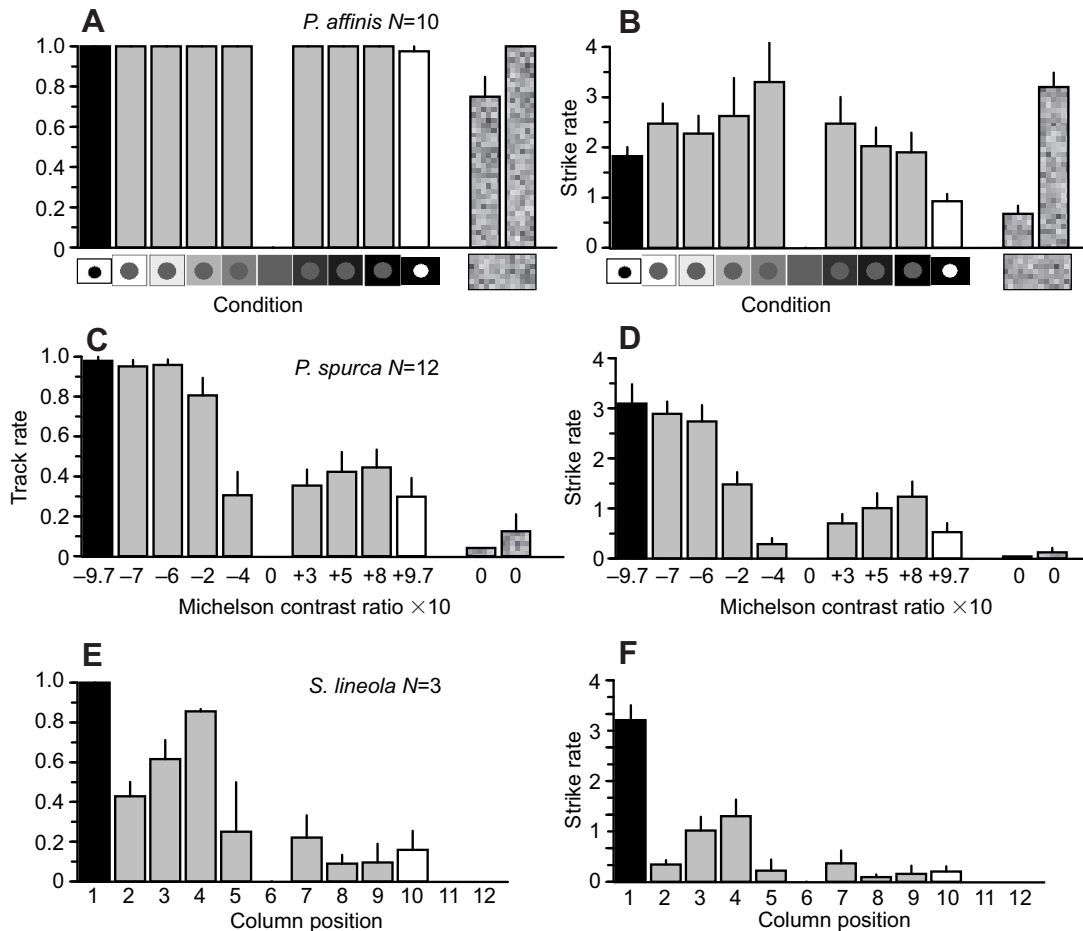 A
P. affinis N=10
1.0
0.8
0.6
0.4
0.2
0
Condition
B
Strike rate
4
3
2
1
0
Condition
C
P. spurca N=12
Track rate
1.0
0.8
0.6
0.4
0.2
0
–9.7 –7 –6 –2 –4 0 +3 +5 +8 +9.7 0 0
Michelson contrast ratio ×10
D
Strike rate
4
3
2
1
0
–9.7 –7 –6 –2 –4 0 +3 +5 +8 +9.7 0 0
Michelson contrast ratio ×10
E
S. lineola N=3
1.0
0.8
0.6
0.4
0.2
0
1 2 3 4 5 6 7 8 9 10 11 12
Column position
F
Strike rate
4
3
2
1
0
1 2 3 4 5 6 7 8 9 10 11 12
Column position